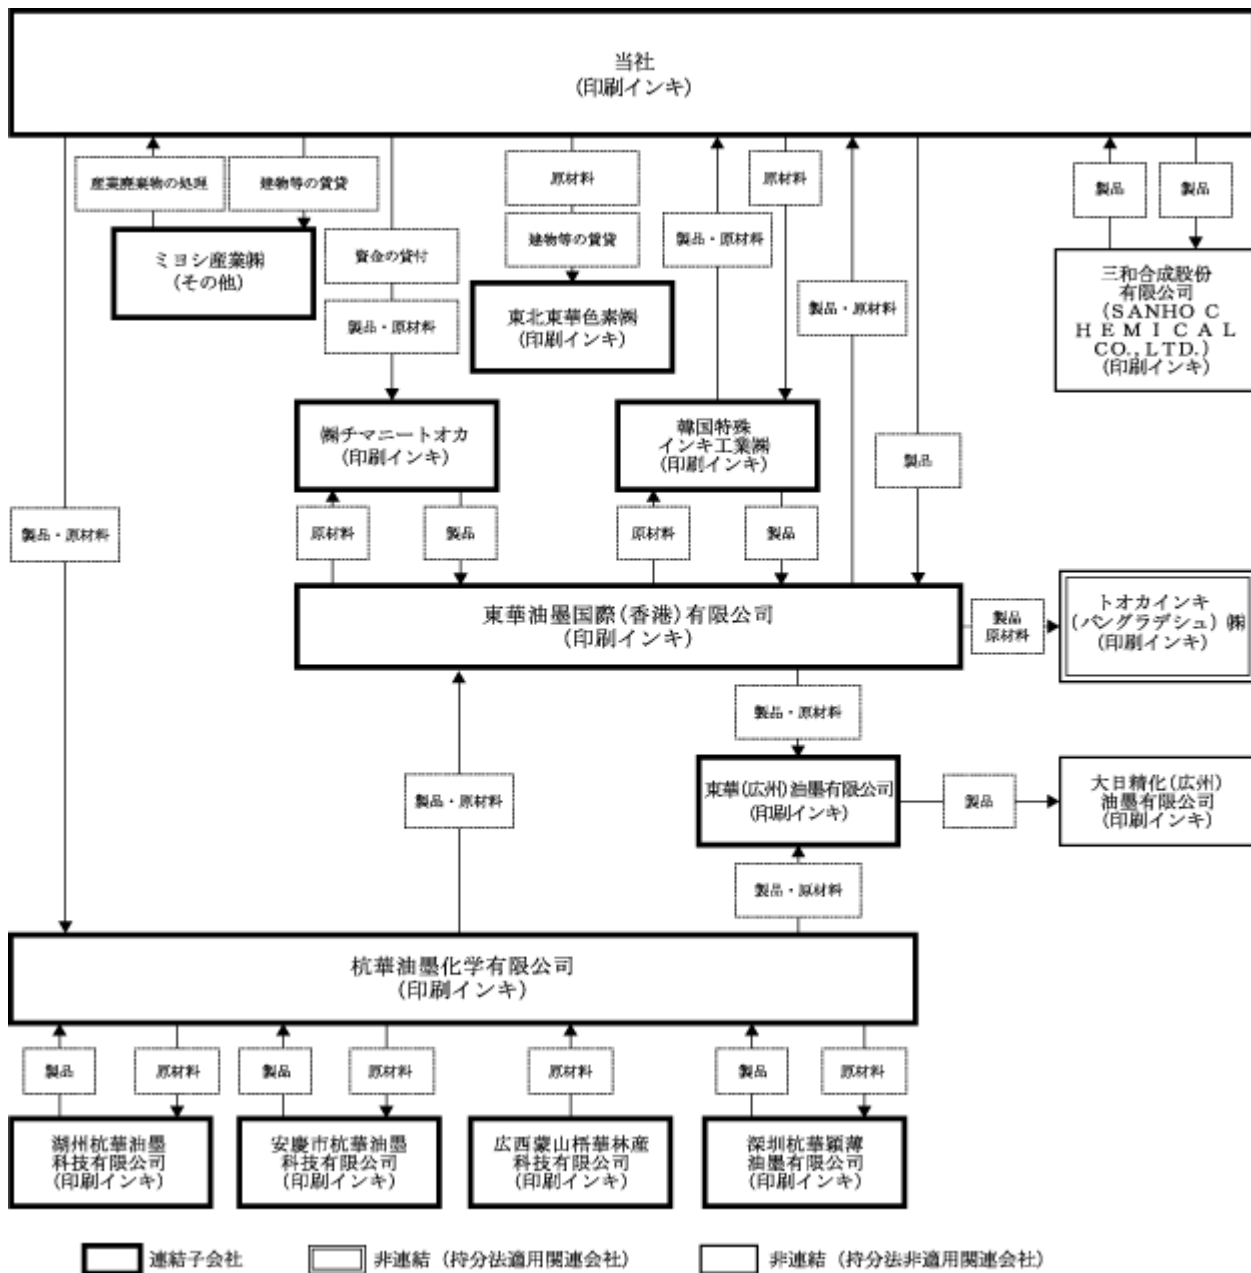 当社
(印刷インキ)
産業廃棄物の処理
建物等の賃貸
原材料
原材料
製品
製品
ミヨシ産業㈱
(その他)
資金の貸付
建物等の賃貸
製品・原材料
製品・原材料
東北東華色素㈱
(印刷インキ)
製品・原材料
三和合成股份
有限公司
(SANHO C
HEMICAL
CO.,LTD.)
(印刷インキ)
㈱チマニートオカ
(印刷インキ)
韓国特殊
インキ工業㈱
(印刷インキ)
製品
製品・原材料
原材料
製品
原材料
製品
東華油墨国際(香港)有限公司
(印刷インキ)
製品
原材料
トオカインキ
(バングラデシュ)㈱
(印刷インキ)
製品・原材料
製品・原材料
東華(広州)油墨有限公司
(印刷インキ)
製品
大日精化(広州)
油墨有限公司
(印刷インキ)
製品・原材料
杭華油墨化学有限公司
(印刷インキ)
製品
原材料
製品
原材料
原材料
製品
原材料
湖州杭華油墨
科技有限公司
(印刷インキ)
安慶市杭華油墨
科技有限公司
(印刷インキ)
広西蒙山梧華林産
科技有限公司
(印刷インキ)
深圳杭華穎薄
油墨有限公司
(印刷インキ)
連結子会社
非連結(持分法適用関連会社)
非連結(持分法非適用関連会社)